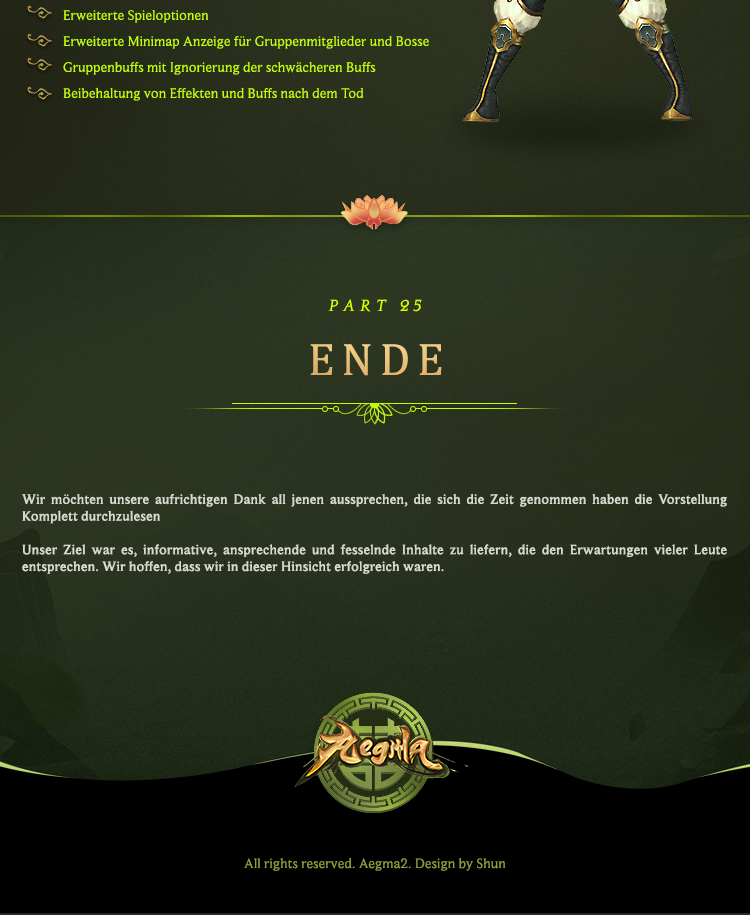 Erweiterte Spieloptionen
Erweiterte Minimap Anzeige für Gruppenmitglieder und Bosse
Gruppenbuffs mit Ignorierung der schwächeren Buffs
Beibehaltung von Effekten und Buffs nach dem Tod
PART 25
ENDE
Wir möchten unsere aufrichtigen Dank all jenen aussprechen, die sich die Zeit genommen haben die Vorstellung
Komplett durchzulesen
Unser Ziel war es, informative, ansprechende und fesselnde Inhalte zu liefern, die den Erwartungen vieler Leute
entsprechen. Wir hoffen, dass wir in dieser Hinsicht erfolgreich waren.
Aegma
All rights reserved. Aegma2. Design by Shun